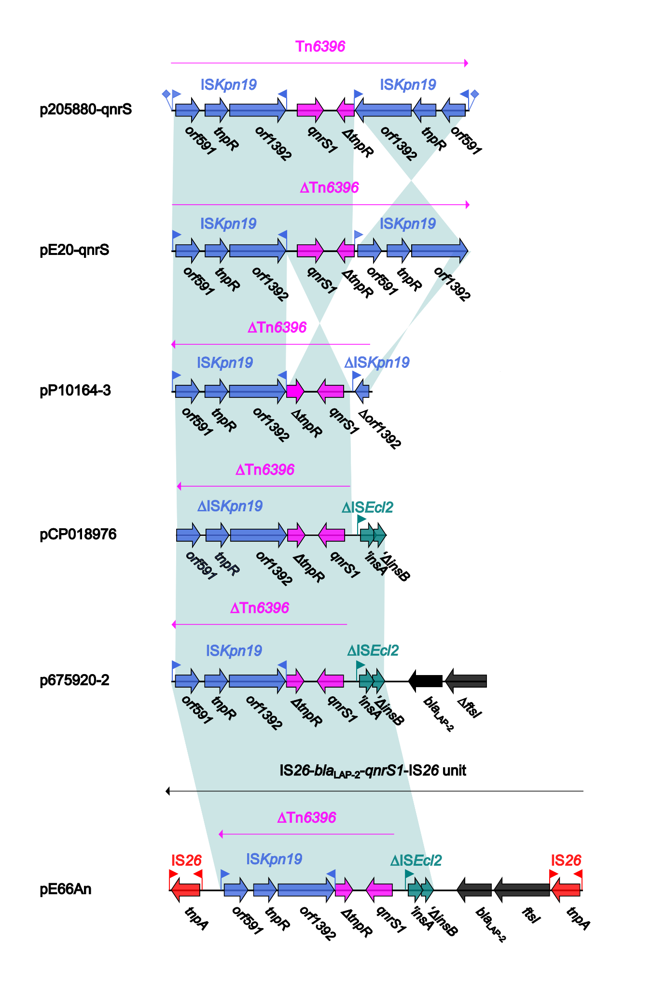 Tn6396
ISKpn19 ISKpn19
p205880-qnrS
orf591 tnpR orf1392 qnrS1 ΔtnpR orf1392 tnpR orf591
ΔTn6396
ISKpn19 ISKpn19
pE20-qnrS
orf591 tnpR orf1392 qnrS1 ΔtnpR orf591 tnpR orf1392
ΔTn6396
ISKpn19 ΔISKpn19
pP10164-3
orf591 tnpR orf1392 ΔtnpR qnrS1 Δorf1392
ΔTn6396
ΔISKpn19 ΔISEcl2
pCP018976
orf591 tnpR orf1392 ΔtnpR qnrS1 'insA 'ΔinsB
ΔTn6396
ISKpn19 ΔISEcl2
p675920-2
orf591 tnpR orf1392 ΔtnpR qnrS1 'insA 'ΔinsB blaLAP-2 ΔftsI
IS26-blaLAP-2-qnrS1-IS26 unit
ΔTn6396
IS26 ISKpn19 ΔISEcl2 IS26
pE66An
tnpA orf591 tnpR orf1392 ΔtnpR qnrS1 'insA 'ΔinsB blaLAP-2 ftsI tnpA